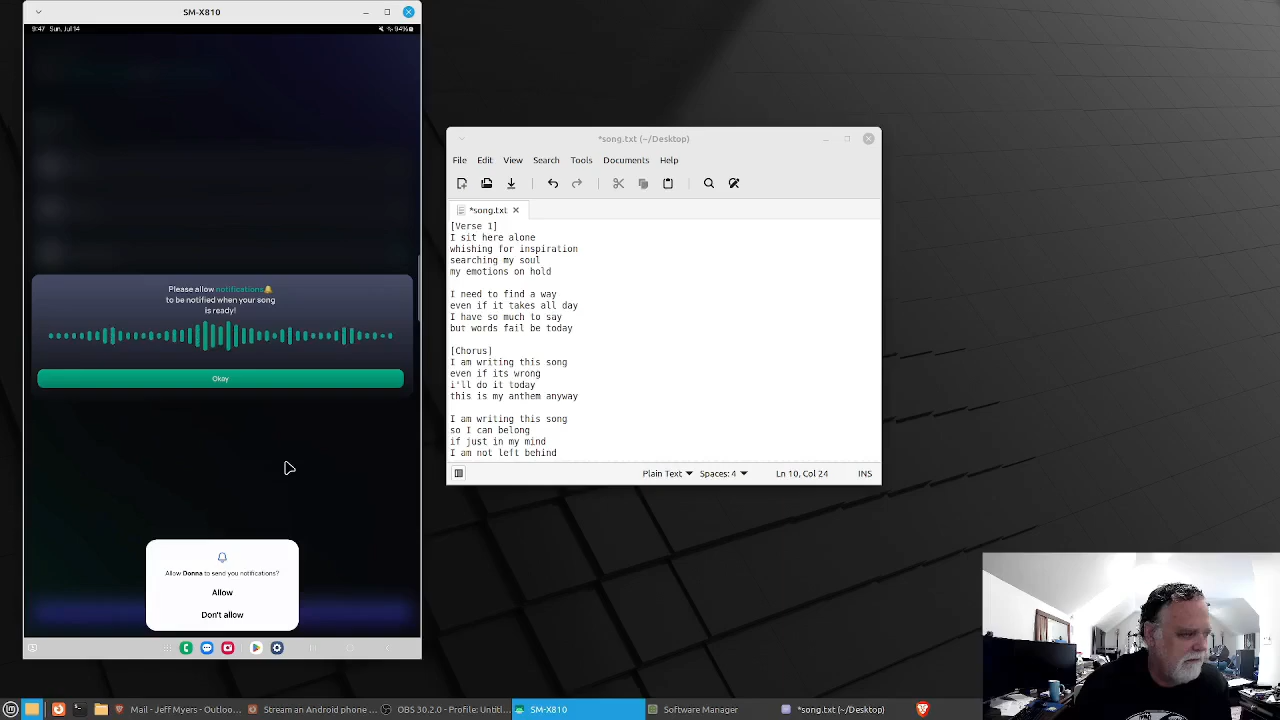 SM-X810
9:47 Sun, Jul 14
94%
Please allow notifications🔔
to be notified when your song
is ready!
Okay
Allow Donna to send you notifications?
Allow
Don't allow
*song.txt (~/Desktop)
File Edit View Search Tools Documents Help
*song.txt
[Verse 1]
I sit here alone
whishing for inspiration
searching my soul
my emotions on hold
I need to find a way
even if it takes all day
I have so much to say
but words fail be today
[Chorus]
I am writing this song
even if its wrong
i'll do it today
this is my anthem anyway
I am writing this song
so I can belong
if just in my mind
I am not left behind
Plain Text Spaces: 4 Ln 10, Col 24 INS
Mail - Jeff Myers - Outloo...
Stream an Android phone ...
OBS 30.2.0 - Profile: Untitl...
SM-X810
Software Manager
*song.txt (~/Desktop)